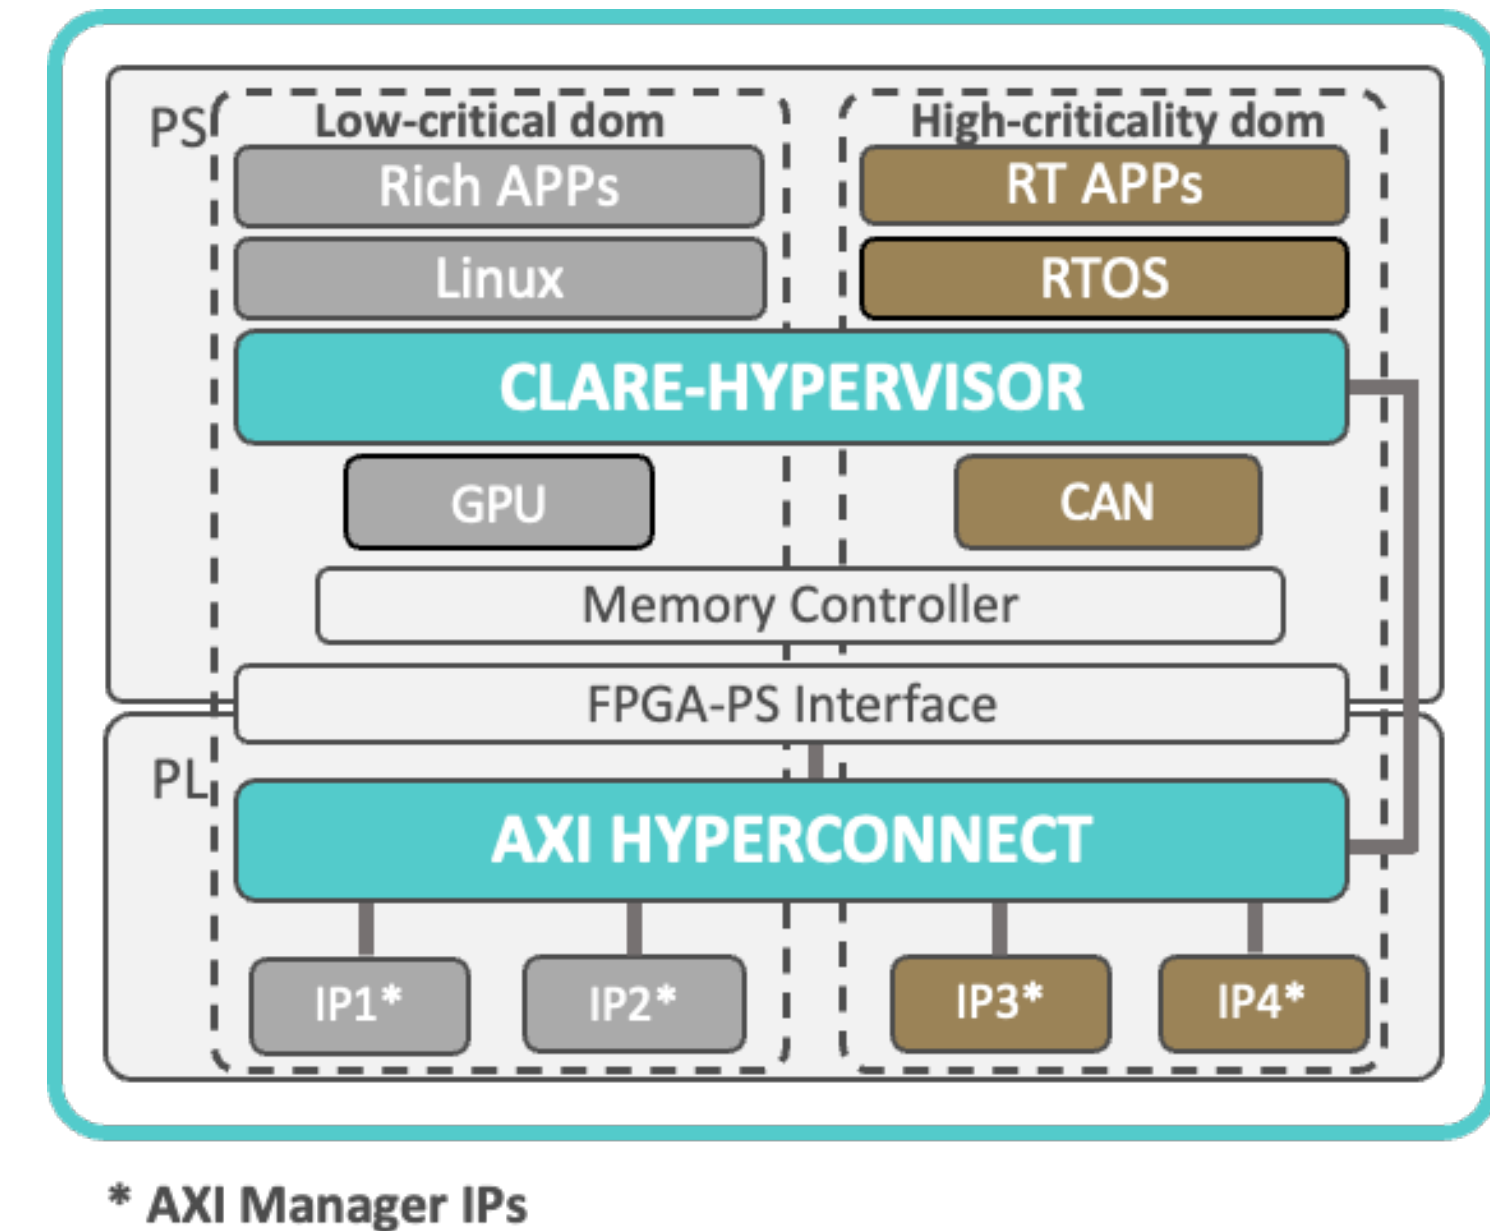 PS
Low-critical dom
High-criticality dom
Rich APPs
RT APPs
Linux
RTOS
CLARE-HYPERVISOR
GPU
CAN
Memory Controller
FPGA-PS Interface
PL
AXI HYPERCONNECT
IP1*
IP2*
IP3*
IP4*
* AXI Manager IPs